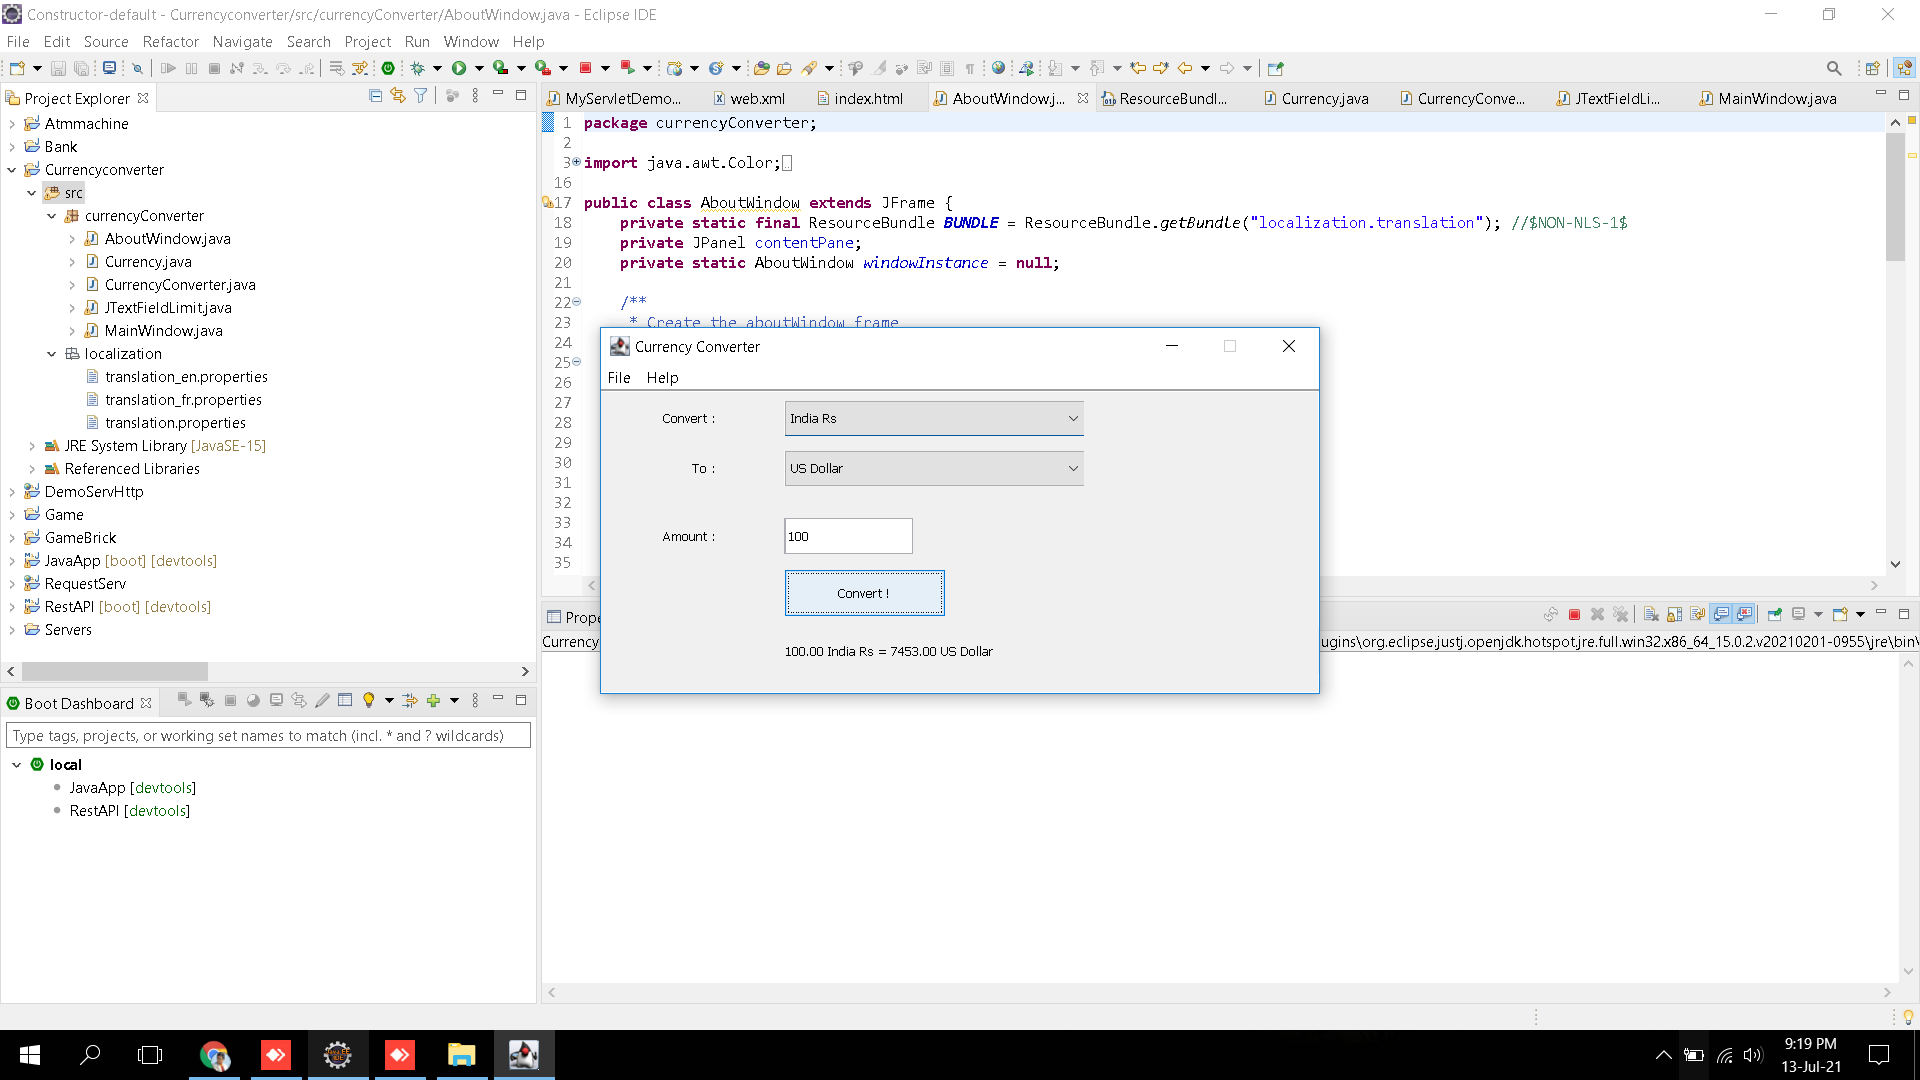 Constructor-default - Currencyconverter/src/currencyConverter/AboutWindow.java - Eclipse IDE
File Edit Source Refactor Navigate Search Project Run Window Help
Project Explorer
Atmmachine
Bank
Currencyconverter
src
currencyConverter
AboutWindow.java
Currency.java
CurrencyConverter.java
JTextFieldLimit.java
MainWindow.java
localization
translation_en.properties
translation_fr.properties
translation.properties
JRE System Library [JavaSE-15]
Referenced Libraries
DemoServHttp
Game
GameBrick
JavaApp [boot] [devtools]
RequestServ
RestAPI [boot] [devtools]
Servers
Boot Dashboard
Type tags, projects, or working set names to match (incl. * and ? wildcards)
local
JavaApp [devtools]
RestAPI [devtools]
MyServletDemo... web.xml index.html AboutWindow.j... ResourceBundl... Currency.java CurrencyConve... JTextFieldLi... MainWindow.java
1 package currencyConverter;
2
3 import java.awt.Color;
16
17 public class AboutWindow extends JFrame {
18 private static final ResourceBundle BUNDLE = ResourceBundle.getBundle("localization.translation"); //$NON-NLS-1$
19 private JPanel contentPane;
20 private static AboutWindow windowInstance = null;
21
22 /**
23 * Create the aboutWindow frame
24
25
26
27
28
29
30
31
32
33
34
35
Currency Converter
File Help
Convert : India Rs
To : US Dollar
Amount : 100
Convert !
100.00 India Rs = 7453.00 US Dollar
Prope
Currency
ugins\org.eclipse.justj.openjdk.hotspot.jre.full.win32.x86_64_15.0.2.v20210201-0955\jre\bin\
9:19 PM
13-Jul-21